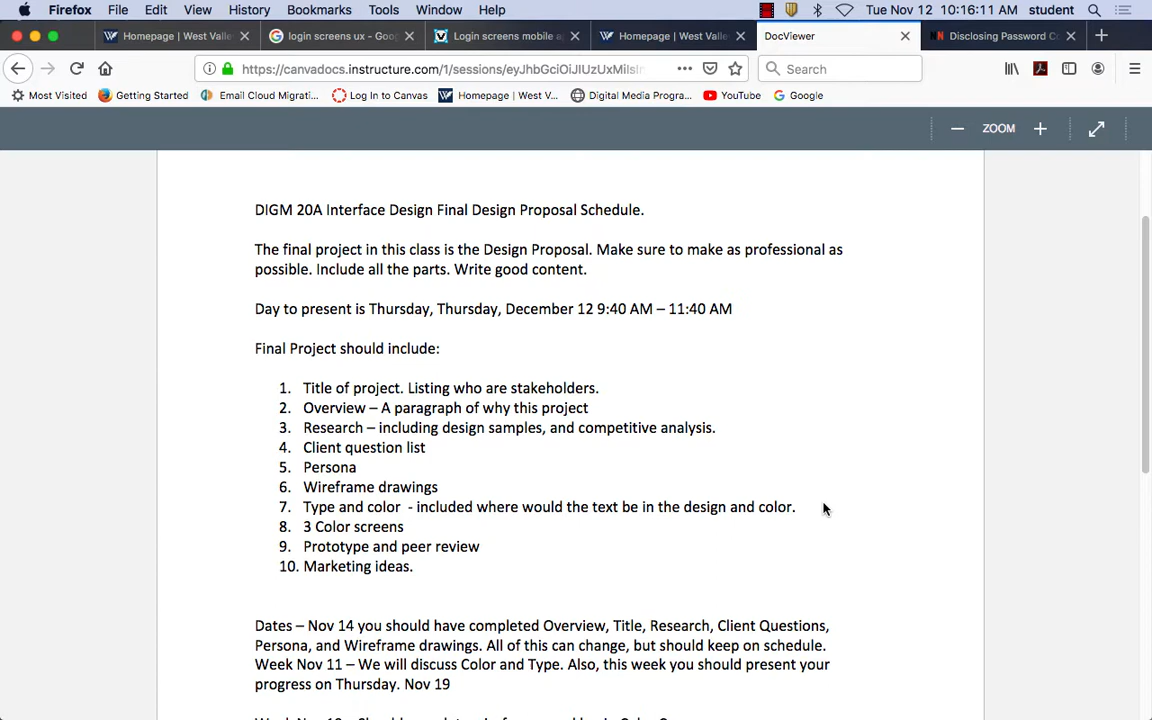 Firefox File Edit View History Bookmarks Tools Window Help Tue Nov 12 10:16:11 AM student
Homepage | West Valle login screens ux - Goo Login screens mobile a Homepage | West Valle DocViewer Disclosing Password Co
https://canvadocs.instructure.com/1/sessions/eyJhbGciOiJIUzUxMiIsIn Search
Most Visited Getting Started Email Cloud Migrati... Log In to Canvas Homepage | West V... Digital Media Progra... YouTube Google
ZOOM
DIGM 20A Interface Design Final Design Proposal Schedule.
The final project in this class is the Design Proposal. Make sure to make as professional as
possible. Include all the parts. Write good content.
Day to present is Thursday, Thursday, December 12 9:40 AM – 11:40 AM
Final Project should include:
1. Title of project. Listing who are stakeholders.
2. Overview – A paragraph of why this project
3. Research – including design samples, and competitive analysis.
4. Client question list
5. Persona
6. Wireframe drawings
7. Type and color - included where would the text be in the design and color.
8. 3 Color screens
9. Prototype and peer review
10. Marketing ideas.
Dates – Nov 14 you should have completed Overview, Title, Research, Client Questions,
Persona, and Wireframe drawings. All of this can change, but should keep on schedule.
Week Nov 11 – We will discuss Color and Type. Also, this week you should present your
progress on Thursday. Nov 19